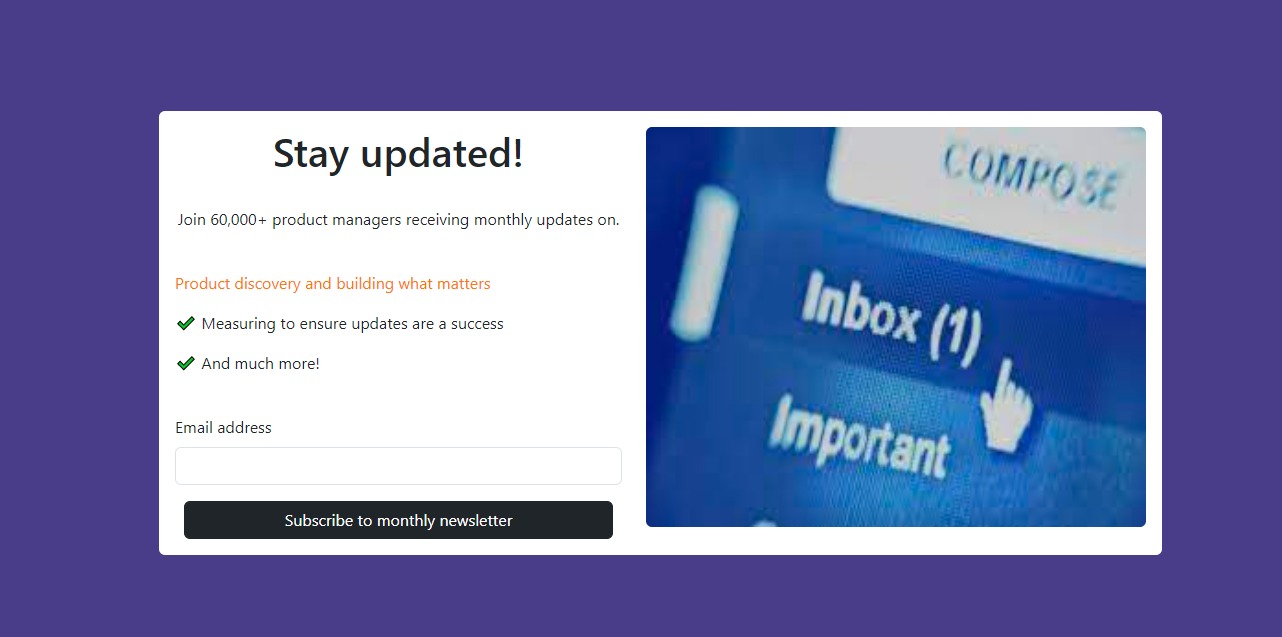 Stay updated!
Join 60,000+ product managers receiving monthly updates on.
Product discovery and building what matters
Measuring to ensure updates are a success
And much more!
Email address
Subscribe to monthly newsletter
COMPOSE
Inbox (1)
Important